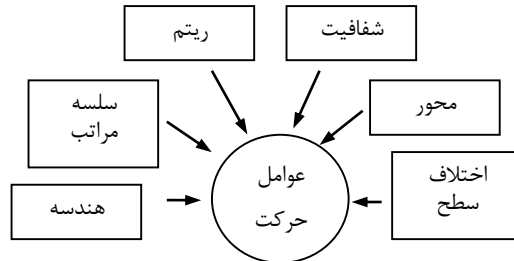 شفافیت
ریتم
محور
سلسه
مراتب
اختلاف
سطح
هندسه
عوامل
حرکت